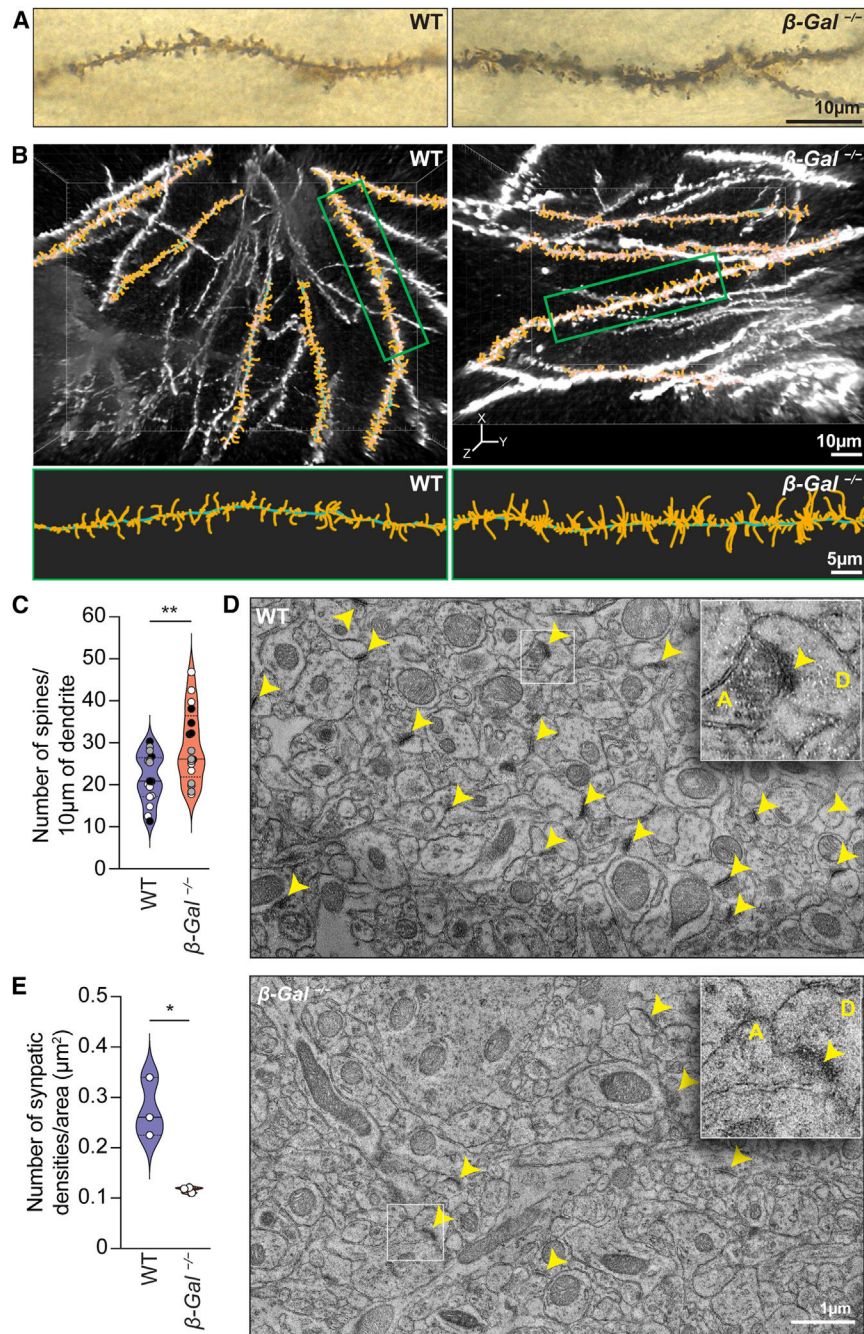 A
WT
β-Gal −/−
10µm
B
WT
β-Gal −/−
X
Z
Y
10µm
WT
β-Gal −/−
5µm
C
Number of spines/
10µm of dendrite
60
50
40
30
20
10
0
**
WT
β-Gal −/−
D
WT
A
D
E
Number of synpatic
densities/area (µm²)
0.5
0.4
0.3
0.2
0.1
0
*
WT
β-Gal −/−
β-Gal −/−
A
D
1µm